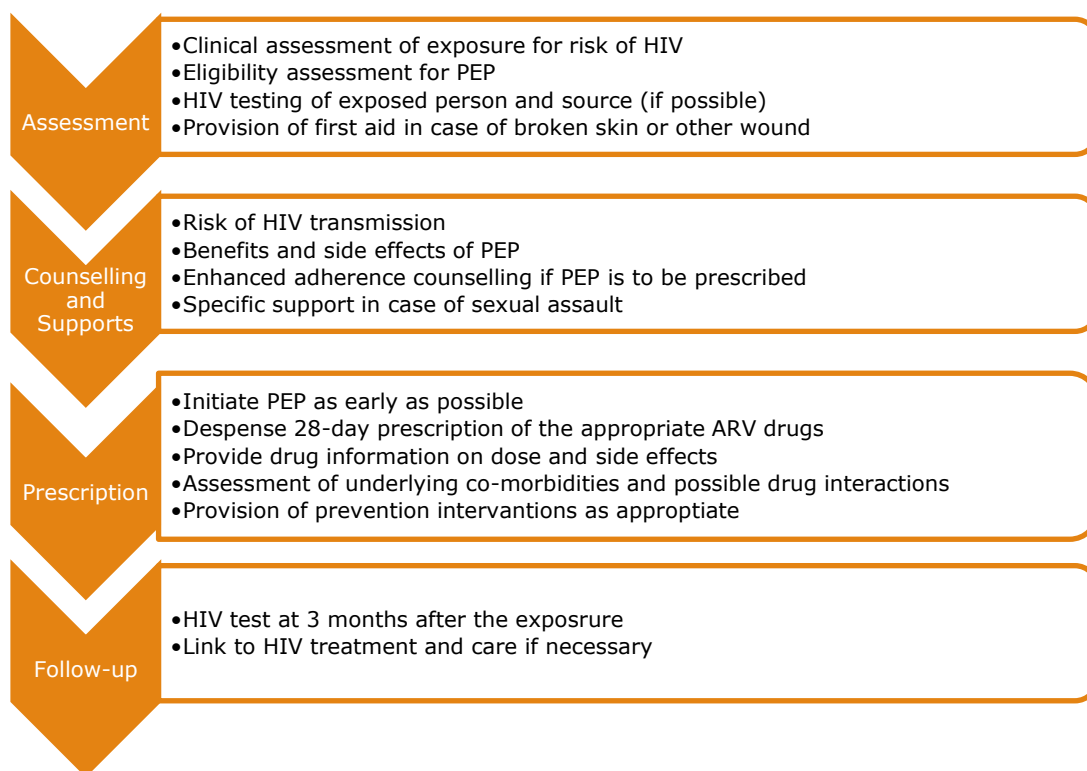 Assessment
•Clinical assessment of exposure for risk of HIV
•Eligibility assessment for PEP
•HIV testing of exposed person and source (if possible)
•Provision of first aid in case of broken skin or other wound
Counselling
and
Supports
•Risk of HIV transmission
•Benefits and side effects of PEP
•Enhanced adherence counselling if PEP is to be prescribed
•Specific support in case of sexual assault
Prescription
•Initiate PEP as early as possible
•Despense 28-day prescription of the appropriate ARV drugs
•Provide drug information on dose and side effects
•Assessment of underlying co-morbidities and possible drug interactions
•Provision of prevention intervantions as approptiate
Follow-up
•HIV test at 3 months after the exposrure
•Link to HIV treatment and care if necessary